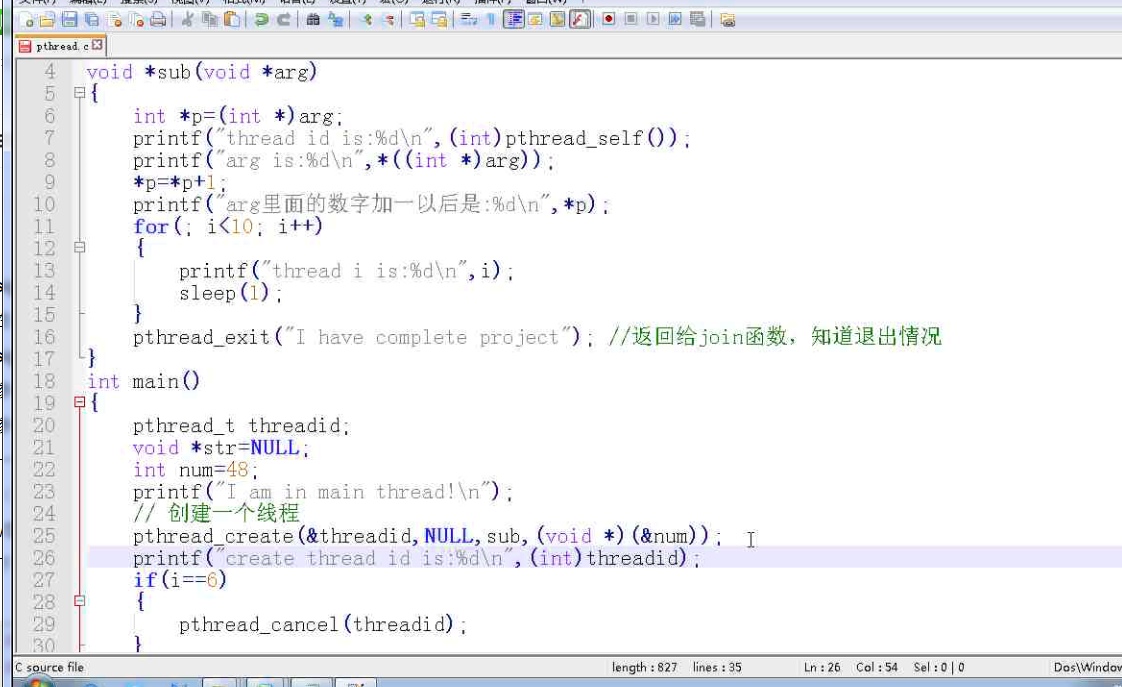 pthread.c
4 void *sub(void *arg)
5 {
6 int *p=(int *)arg;
7 printf("thread id is:%d\n",(int)pthread_self());
8 printf("arg is:%d\n",*((int *)arg));
9 *p=*p+1;
10 printf("arg里面的数字加一以后是:%d\n",*p);
11 for(; i<10; i++)
12 {
13 printf("thread i is:%d\n",i);
14 sleep(1);
15 }
16 pthread_exit("I have complete project"); //返回给join函数，知道退出情况
17 }
18 int main()
19 {
20 pthread_t threadid;
21 void *str=NULL;
22 int num=48;
23 printf("I am in main thread!\n");
24 // 创建一个线程
25 pthread_create(&threadid,NULL,sub,(void *)(&num));
26 printf("create thread id is:%d\n",(int)threadid);
27 if(i==6)
28 {
29 pthread_cancel(threadid);
30 }
C source file length : 827 lines : 35 Ln : 26 Col : 54 Sel : 0 | 0 Dos\Window